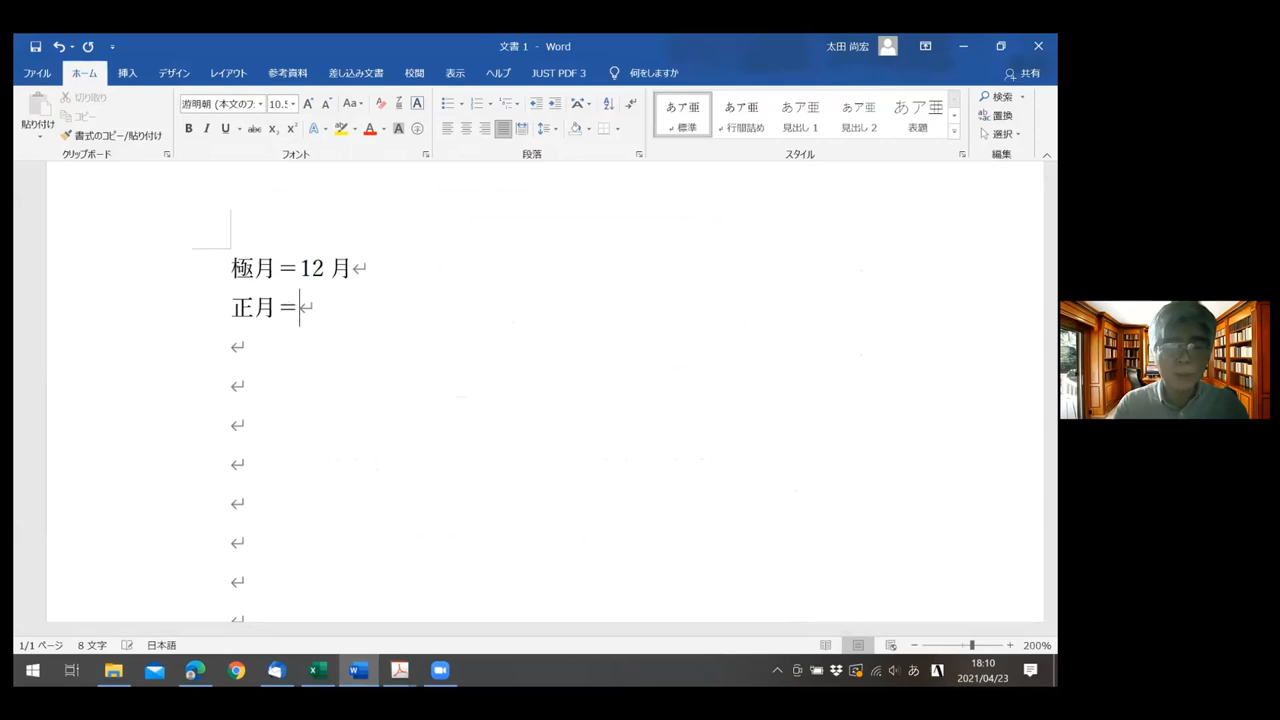 文書 1 - Word
太田 尚宏
ファイル ホーム 挿入 デザイン レイアウト 参考資料 差し込み文書 校閲 表示 ヘルプ JUST PDF 3 何をしますか 共有
貼り付け
切り取り
コピー
書式のコピー/貼り付け
クリップボード
游明朝 (本文のフ 10.5
Aa
B I U abc x₂ x²
フォント
段落
あア亜 あア亜 あア亜 あア亜 あア亜
標準 行間詰め 見出し 1 見出し 2 表題
スタイル
検索
置換
選択
編集
極月＝12 月
正月＝
1/1 ページ 8 文字 日本語 200%
あ A 18:10
2021/04/23